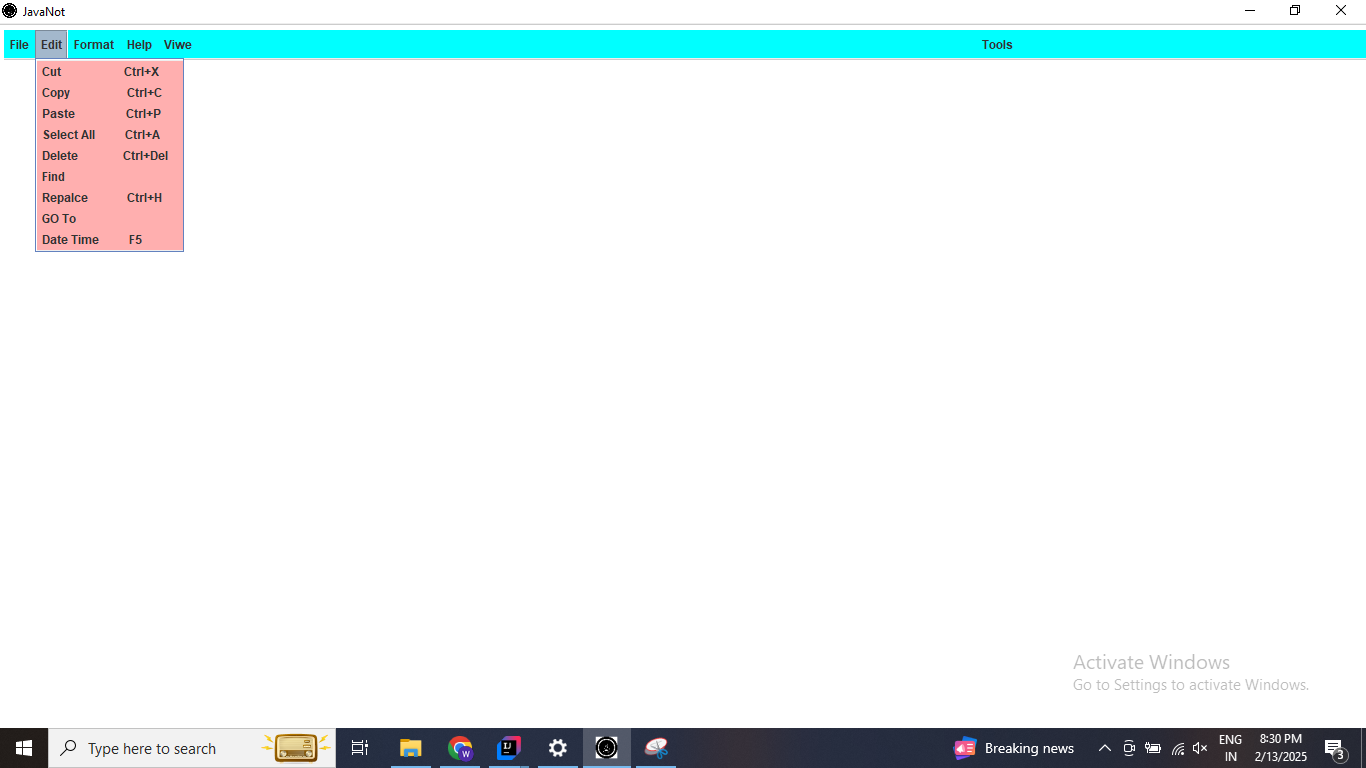 JavaNot
File Edit Format Help Viwe Tools
Cut Ctrl+X
Copy Ctrl+C
Paste Ctrl+P
Select All Ctrl+A
Delete Ctrl+Del
Find
Repalce Ctrl+H
GO To
Date Time F5
Activate Windows
Go to Settings to activate Windows.
Type here to search
Breaking news
ENG
IN
8:30 PM
2/13/2025
3